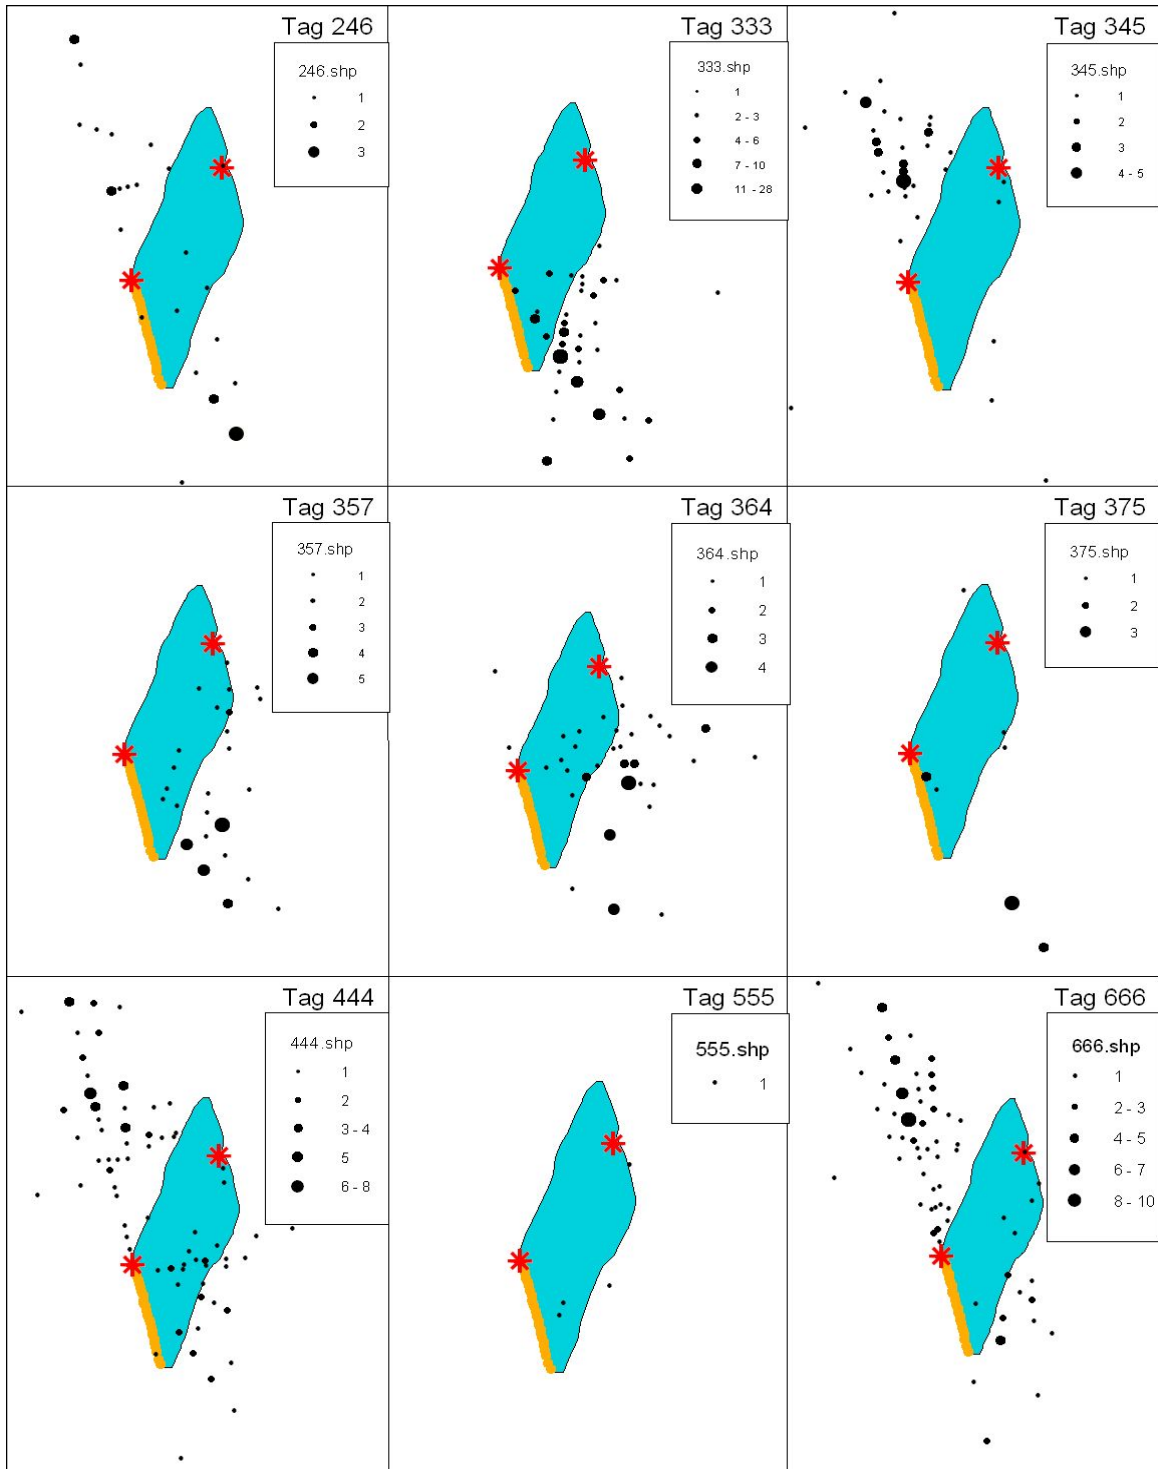 Tag 246
246.shp
1
2
3
Tag 333
333.shp
1
2 - 3
4 - 6
7 - 10
11 - 28
Tag 345
345.shp
1
2
3
4 - 5
Tag 357
357.shp
1
2
3
4
5
Tag 364
364.shp
1
2
3
4
Tag 375
375.shp
1
2
3
Tag 444
444.shp
1
2
3 - 4
5
6 - 8
Tag 555
555.shp
1
Tag 666
666.shp
1
2 - 3
4 - 5
6 - 7
8 - 10